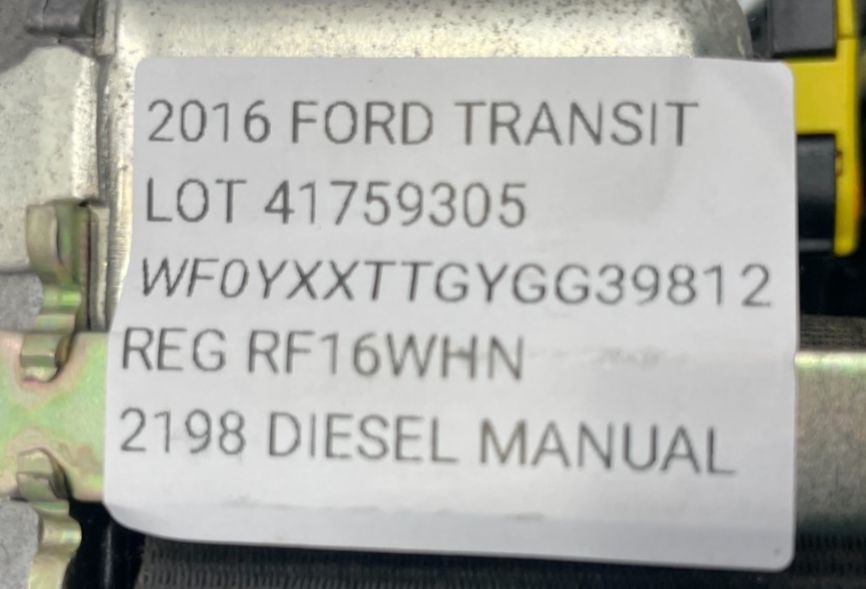 2016 FORD TRANSIT
LOT 41759305
WF0YXXTTGYGG39812
REG RF16WHN
2198 DIESEL MANUAL